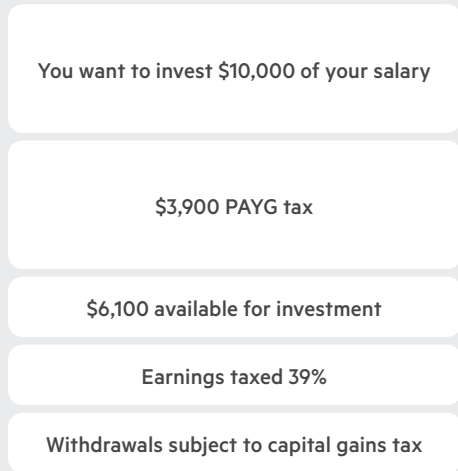 You want to invest $10,000 of your salary
$3,900 PAYG tax
$6,100 available for investment
Earnings taxed 39%
Withdrawals subject to capital gains tax